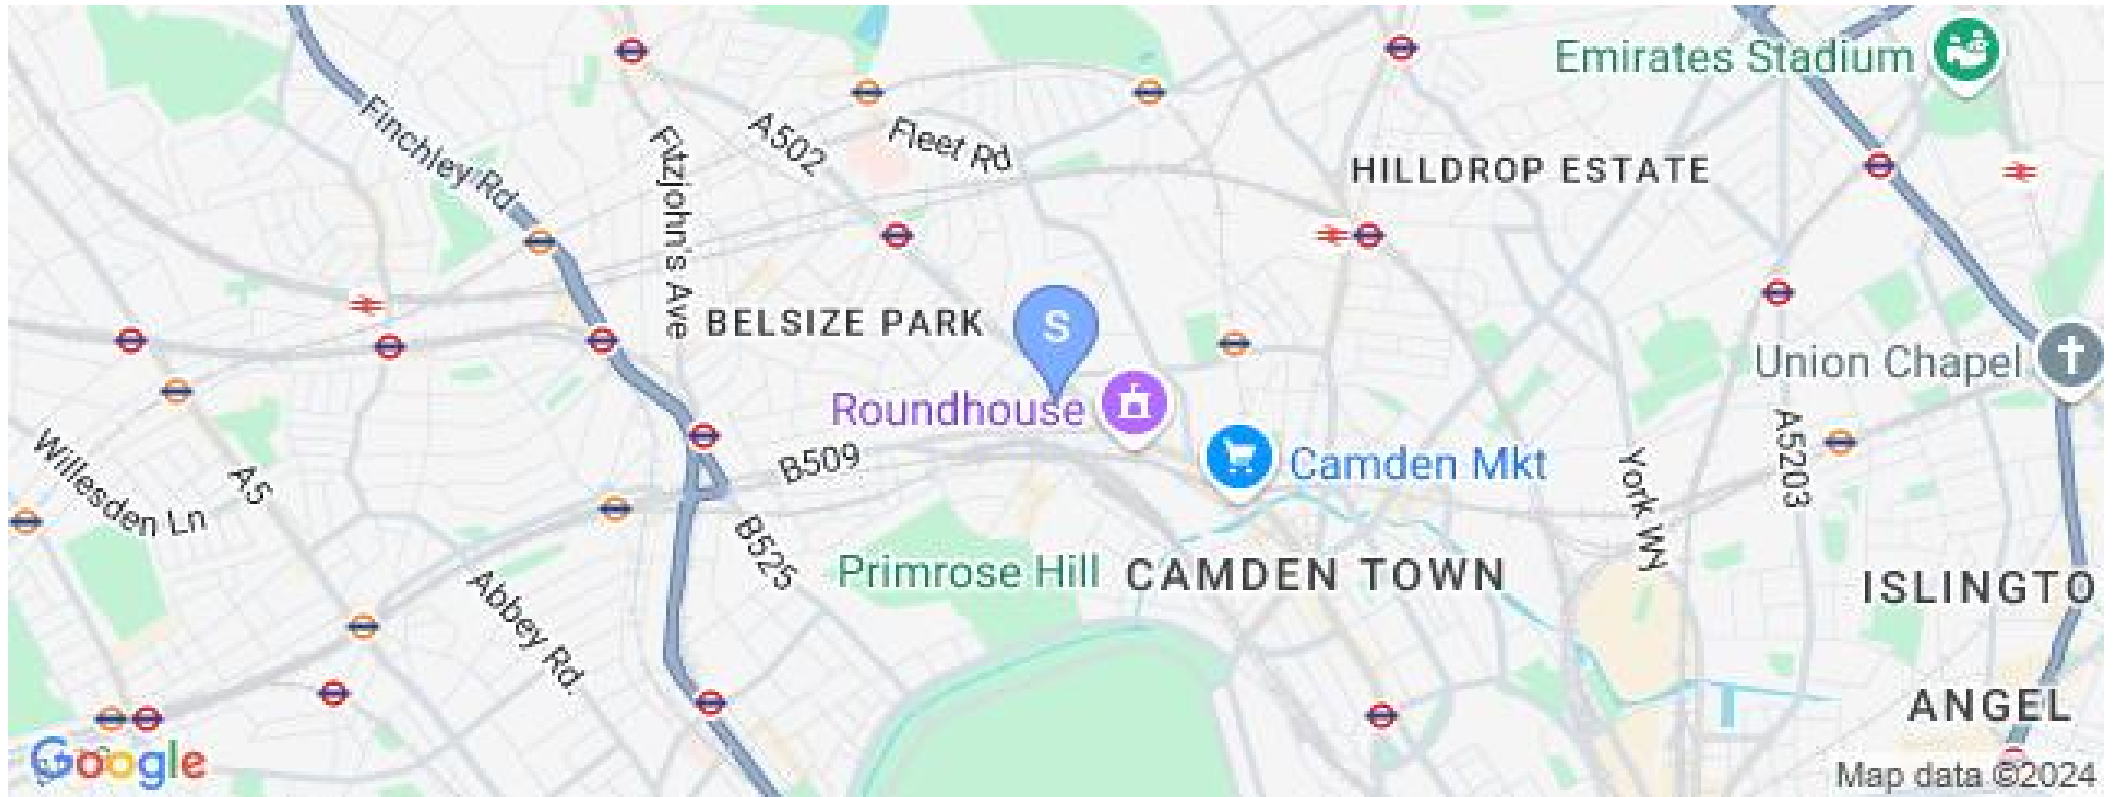 Emirates Stadium
Finchley Rd
Fitzjohn's Ave
A502
Fleet Rd
HILLDROP ESTATE
BELSIZE PARK
S
Union Chapel
Roundhouse
Camden Mkt
B509
A5203
York Wy
Willesden Ln
A5
B525
Primrose Hill
CAMDEN TOWN
ISLINGTO
Abbey Rd.
ANGEL
Google
Map data ©2024